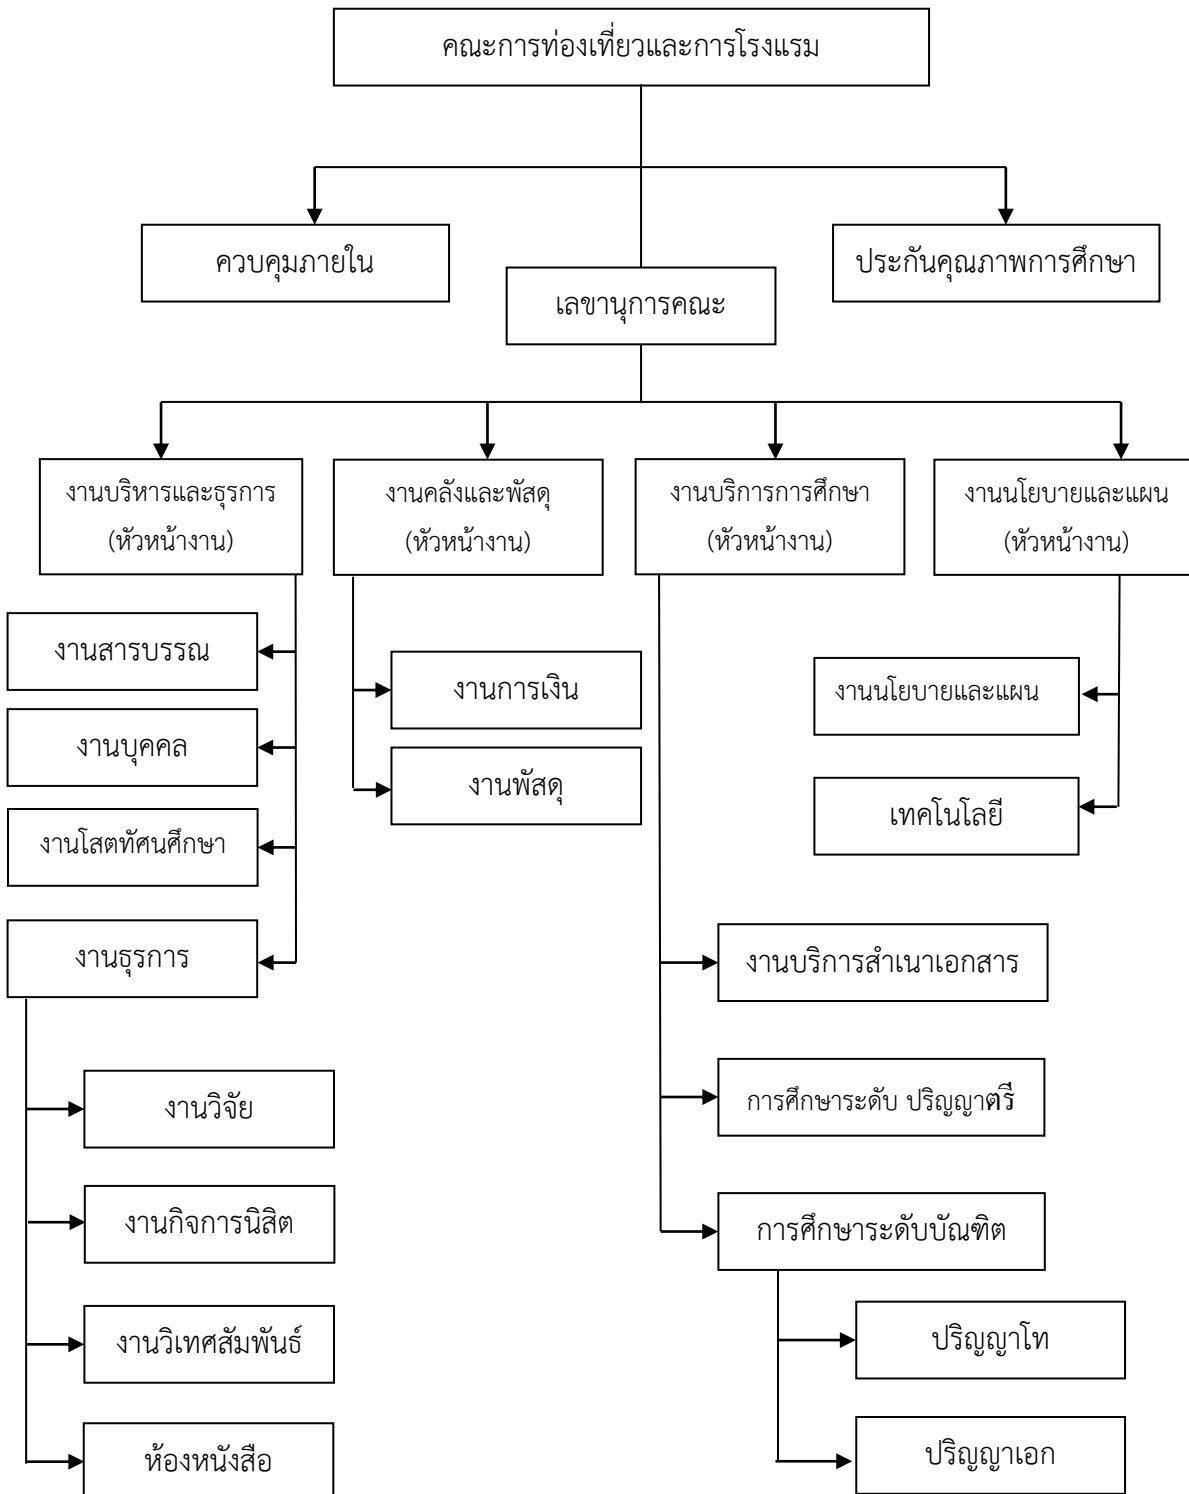 คณะการท่องเที่ยวและการโรงแรม
ควบคุมภายใน
ประกันคุณภาพการศึกษา
เลขานุการคณะ
งานบริหารและธุรการ
(หัวหน้างาน)
งานคลังและพัสดุ
(หัวหน้างาน)
งานบริการการศึกษา
(หัวหน้างาน)
งานนโยบายและแผน
(หัวหน้างาน)
งานสารบรรณ
งานบุคคล
งานโสตทัศนศึกษา
งานธุรการ
งานวิจัย
งานกิจการนิสิต
งานวิเทศสัมพันธ์
ห้องหนังสือ
งานการเงิน
งานพัสดุ
งานบริการสำเนาเอกสาร
การศึกษาระดับ ปริญญาตรี
การศึกษาระดับบัณฑิต
ปริญญาโท
ปริญญาเอก
งานนโยบายและแผน
เทคโนโลยี